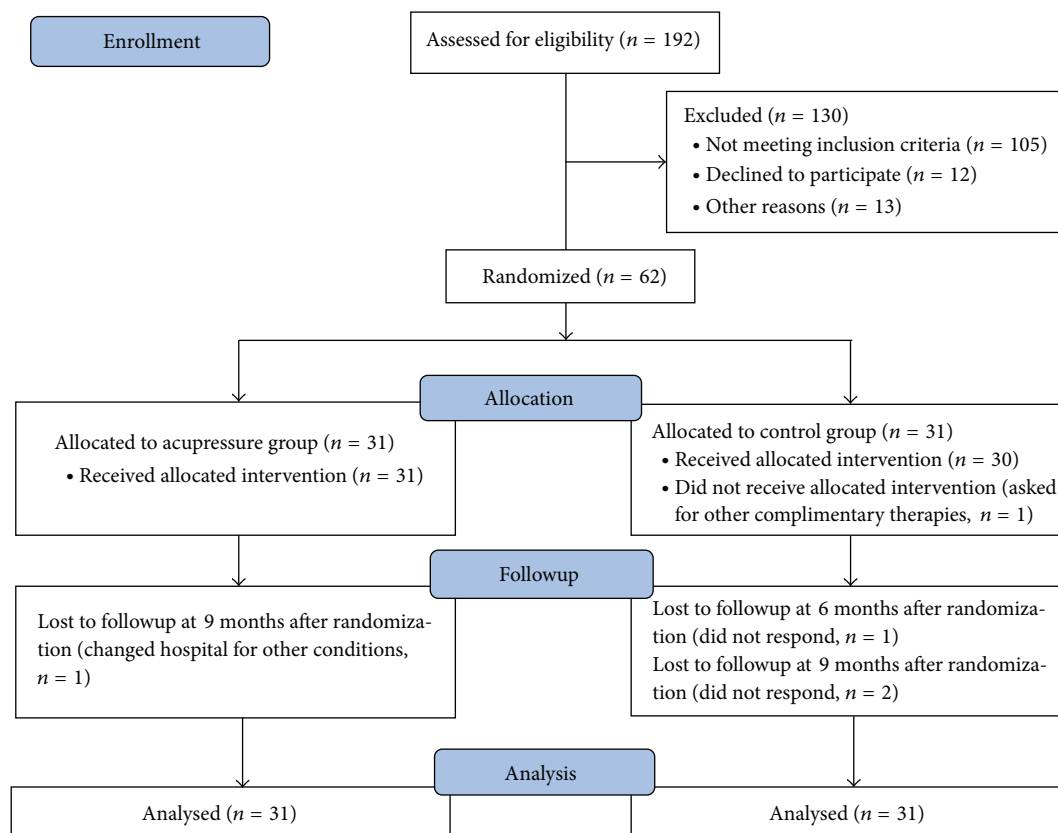 Enrollment
Assessed for eligibility (n = 192)
Excluded (n = 130)
• Not meeting inclusion criteria (n = 105)
• Declined to participate (n = 12)
• Other reasons (n = 13)
Randomized (n = 62)
Allocation
Allocated to acupressure group (n = 31)
• Received allocated intervention (n = 31)
Allocated to control group (n = 31)
• Received allocated intervention (n = 30)
• Did not receive allocated intervention (asked
for other complimentary therapies, n = 1)
Followup
Lost to followup at 9 months after randomiza-
tion (changed hospital for other conditions,
n = 1)
Lost to followup at 6 months after randomiza-
tion (did not respond, n = 1)
Lost to followup at 9 months after randomiza-
tion (did not respond, n = 2)
Analysis
Analysed (n = 31)
Analysed (n = 31)